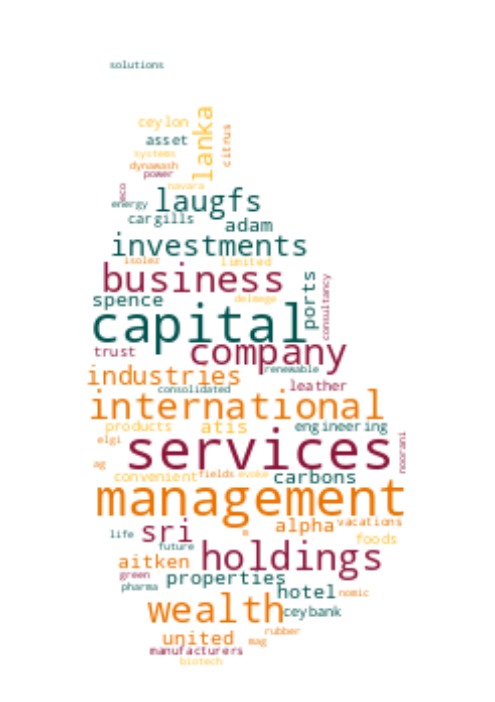 solutions
ceylon
lanka
citrus
asset
systems
dynawash
power
navara
eco
energy
laugfs
cargills
adam
investments
isolez
limited
business
ports
consultancy
spence
delmege
capital
trust
company
renewable
industries
leather
consolidated
international
products
atis
engineering
elgi
services
noorani
ag
convenient
fields
evoke
carbons
management
sri
alpha
vacations
life
foods
future
holdings
aitken
green
properties
pharma
hotel
nomic
wealth
ceybank
united
rubber
mag
manufacturers
biotech